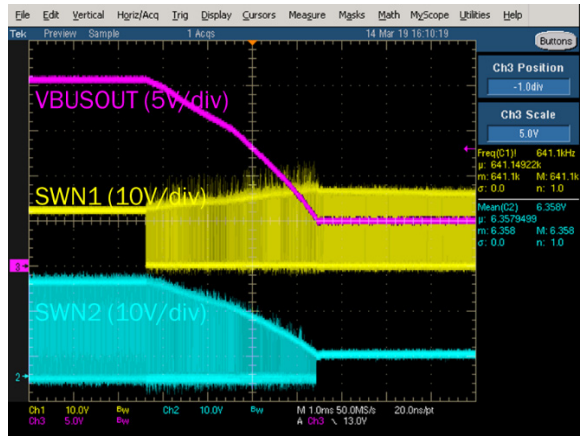 File Edit Vertical Horiz/Acq Trig Display Cursors Measure Masks Math MyScope Utilities Help
Tek Preview Sample 1 Acqs 14 Mar 19 16:10:19
Buttons
Ch3 Position
-1.0div
Ch3 Scale
5.0V
VBUSOUT (5V/div)
Freq(C1)! 641.1kHz
µ: 641.14922k
m: 641.1k M: 641.1k
σ: 0.0 n: 1.0
SWN1 (10V/div)
Mean(C2) 6.358V
µ: 6.3579499
m: 6.358 M: 6.358
σ: 0.0 n: 1.0
3
SWN2 (10V/div)
2
Ch1 10.0V Bw Ch2 10.0V Bw M 1.0ms 50.0MS/s 20.0ns/pt
Ch3 5.0V Bw A Ch3 \ 13.0V